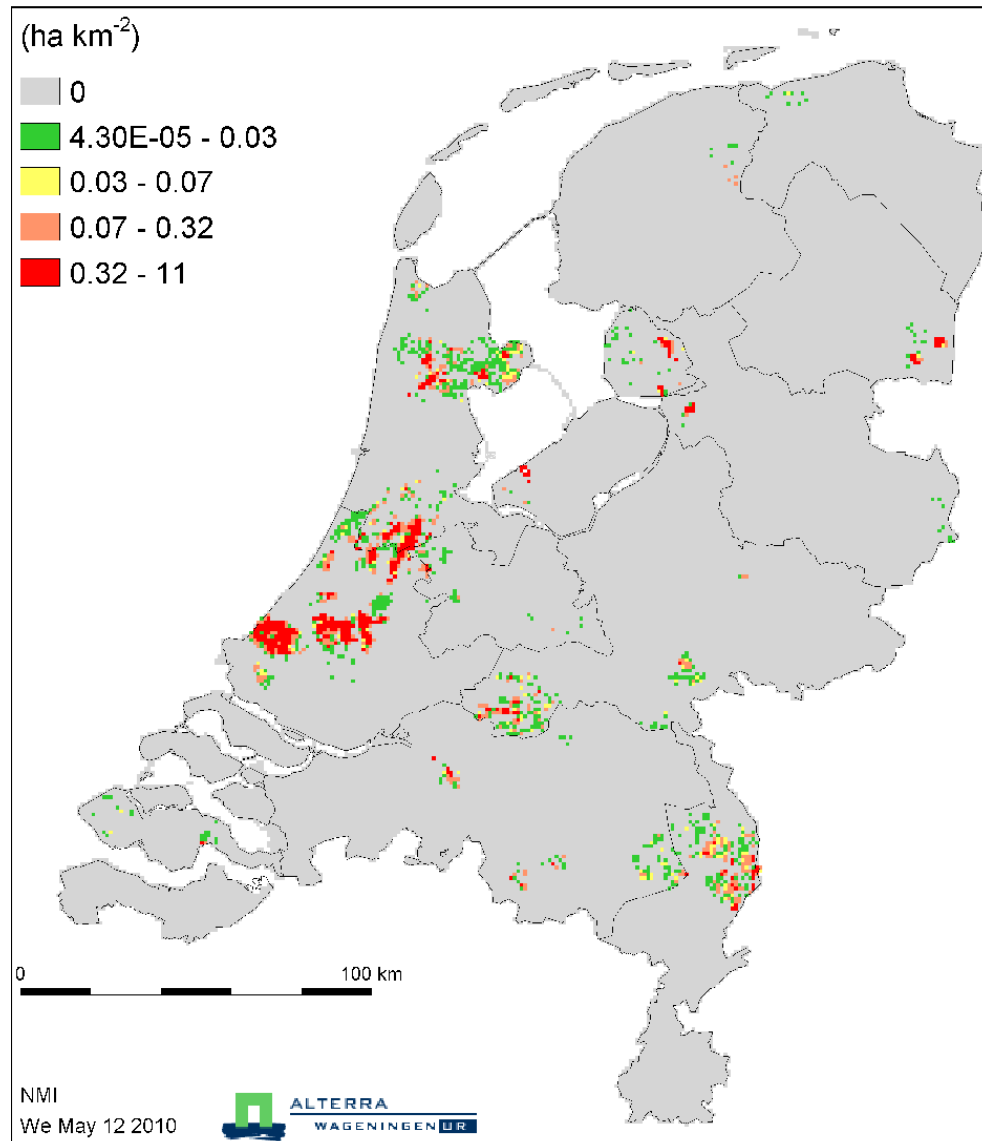 (ha km-2)
0
4.30E-05 - 0.03
0.03 - 0.07
0.07 - 0.32
0.32 - 11
0 100 km
NMI
We May 12 2010
ALTERRA
WAGENINGEN UR